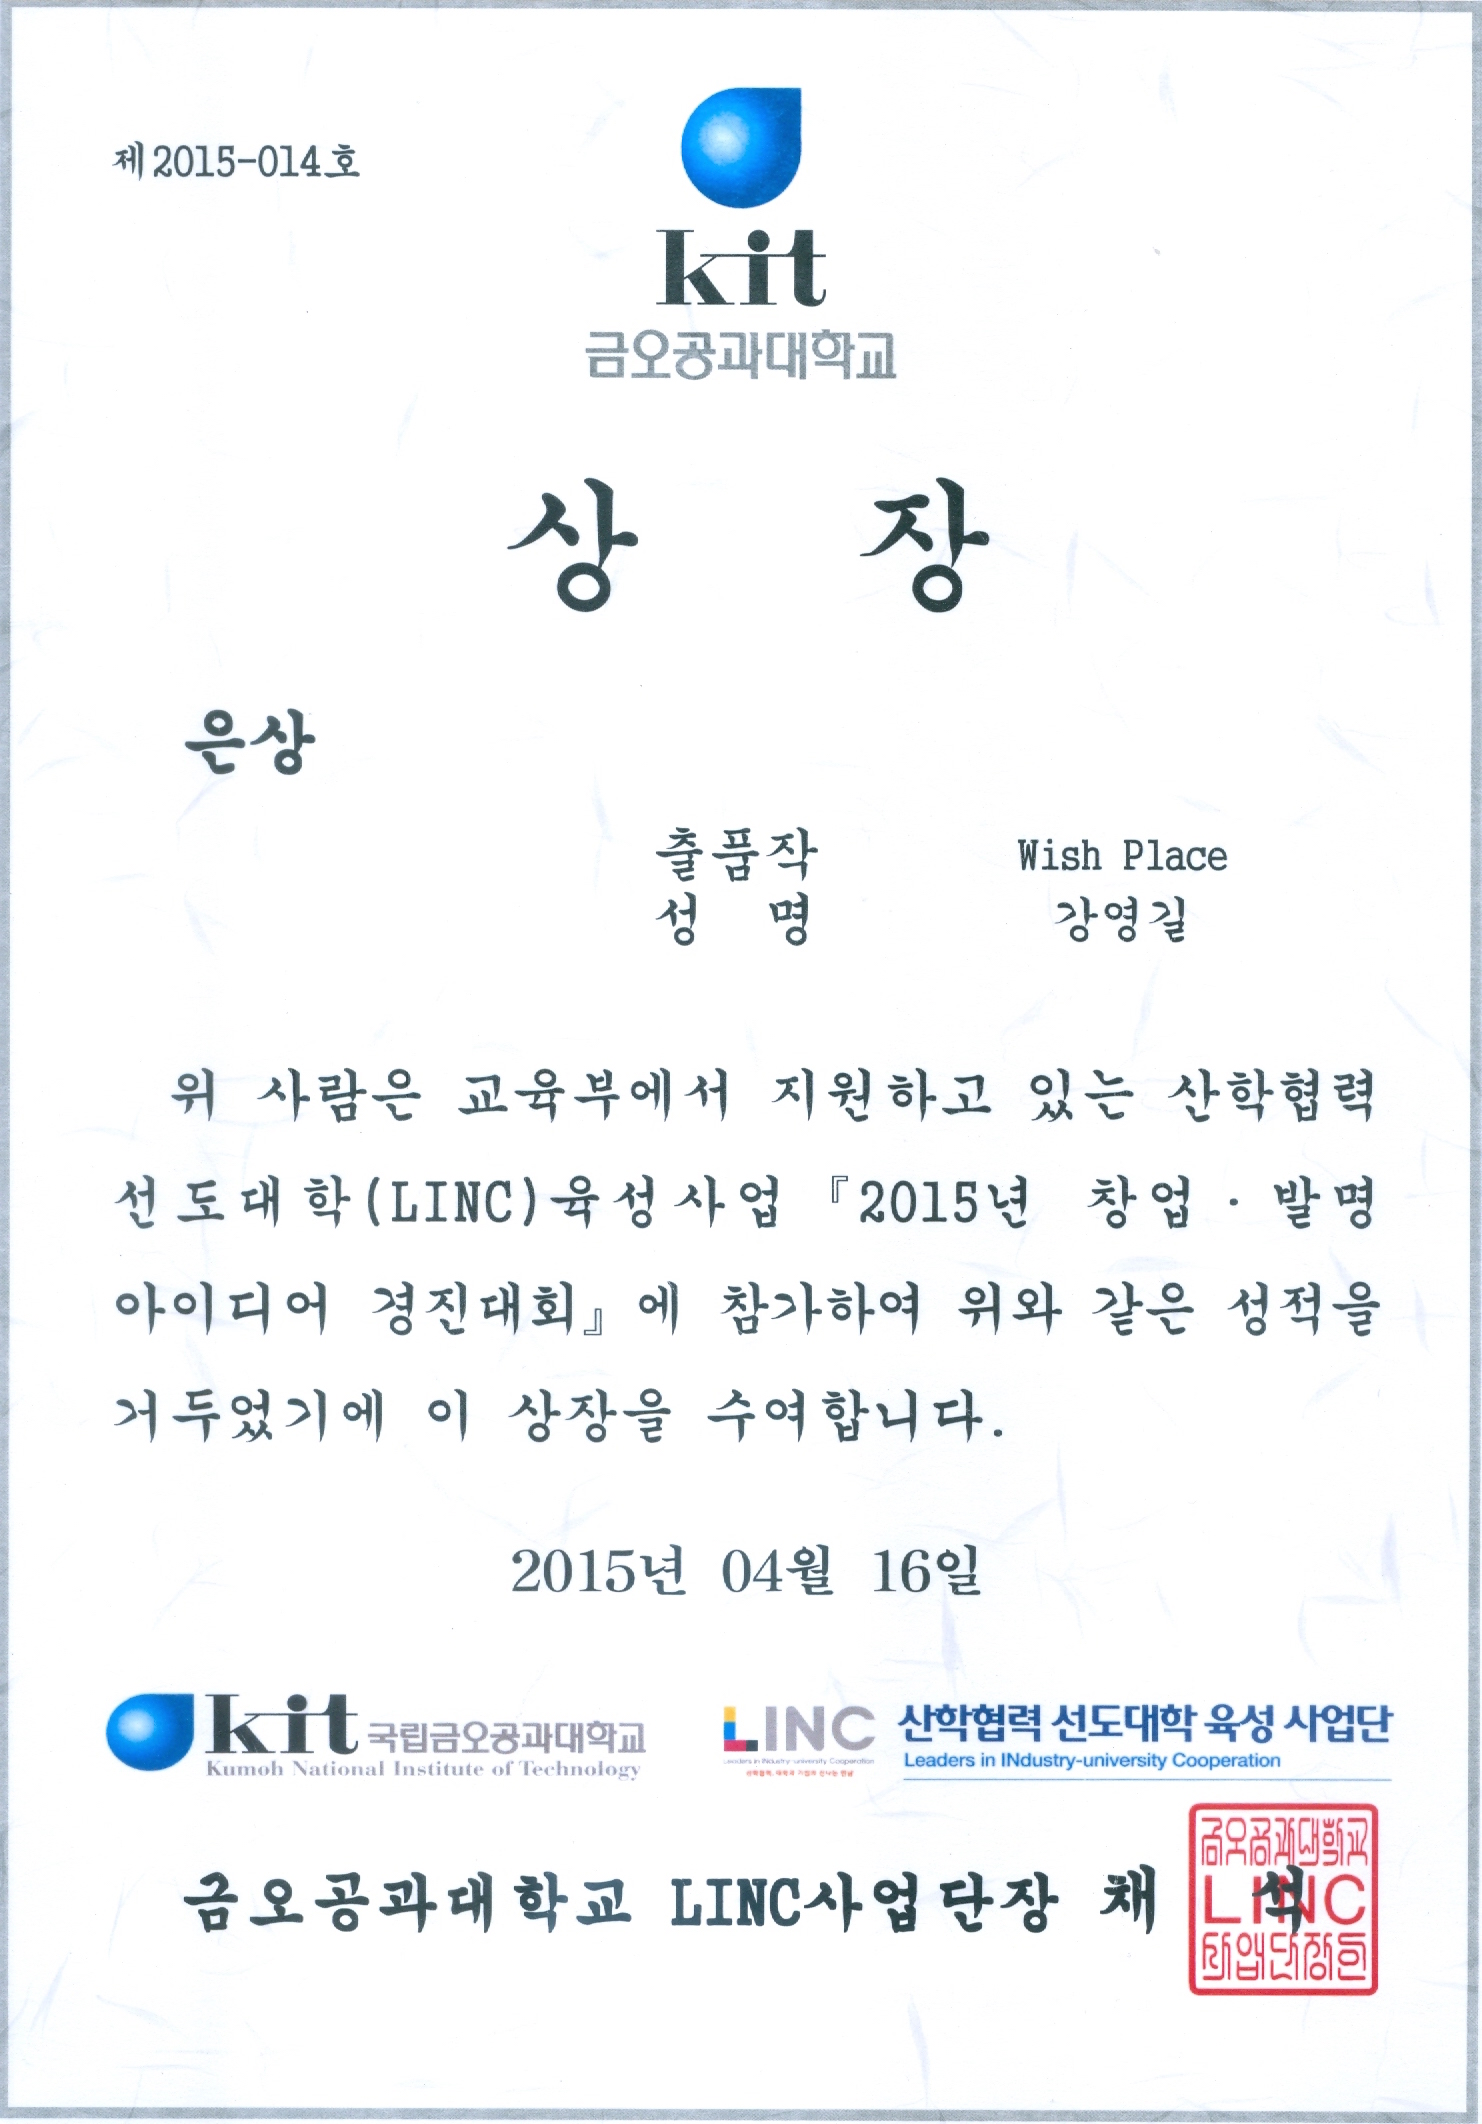 제2015-014호
kit
금오공과대학교
상 장
은상
출품작 Wish Place
성 명 강영길
위 사람은 교육부에서 지원하고 있는 산학협력
선도대학(LINC)육성사업 『2015년 창업 · 발명
아이디어 경진대회』에 참가하여 위와 같은 성적을
거두었기에 이 상장을 수여합니다.
2015년 04월 16일
kit 국립금오공과대학교
Kumoh National Institute of Technology
LINC
Leaders in INdustry-university Cooperation
산학협력 선도대학 육성 사업단
Leaders in INdustry-university Cooperation
금오공과대학교 LINC사업단장 채 석
금오공과대학교
LINC
사업단장인